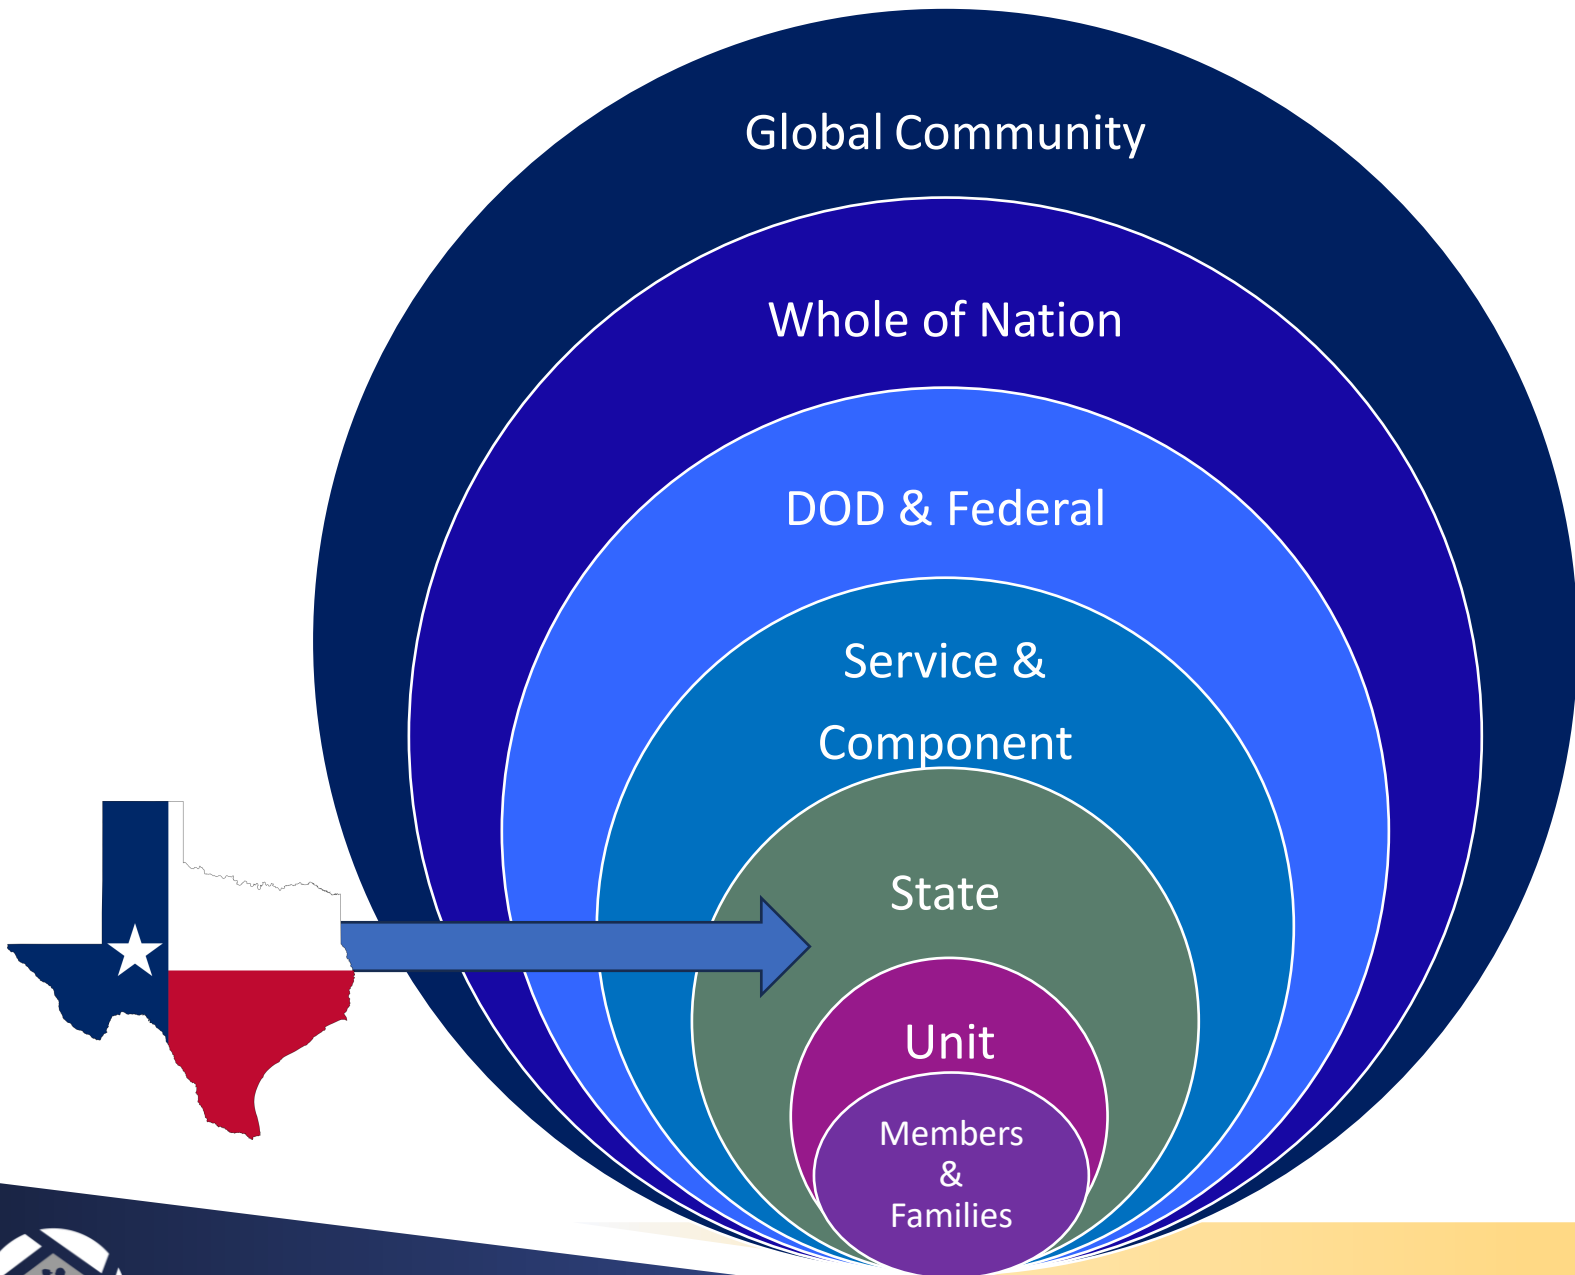 Global Community
Whole of Nation
DOD & Federal
Service &
Component
State
Unit
Members
&
Families